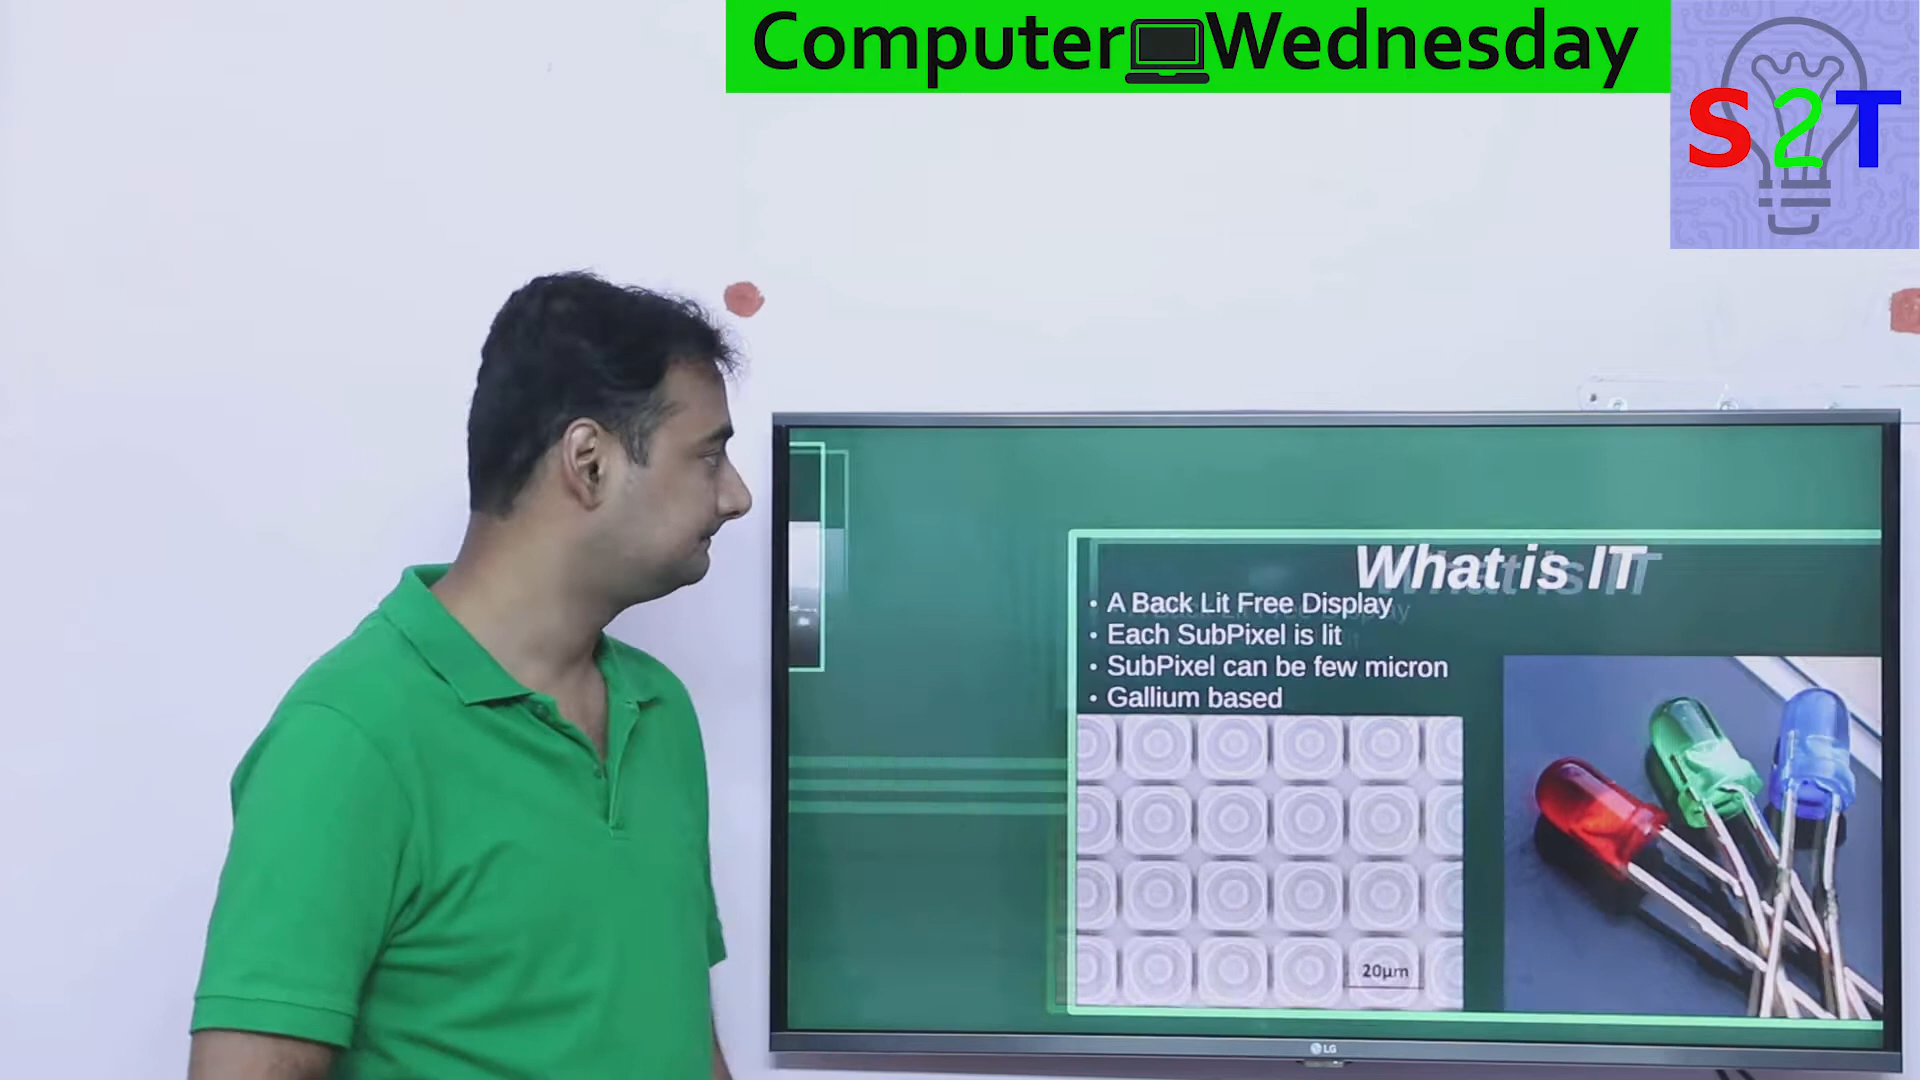 Computer Wednesday
S2T
What is IT
• A Back Lit Free Display
• Each SubPixel is lit
• SubPixel can be few micron
• Gallium based
20µm
LG